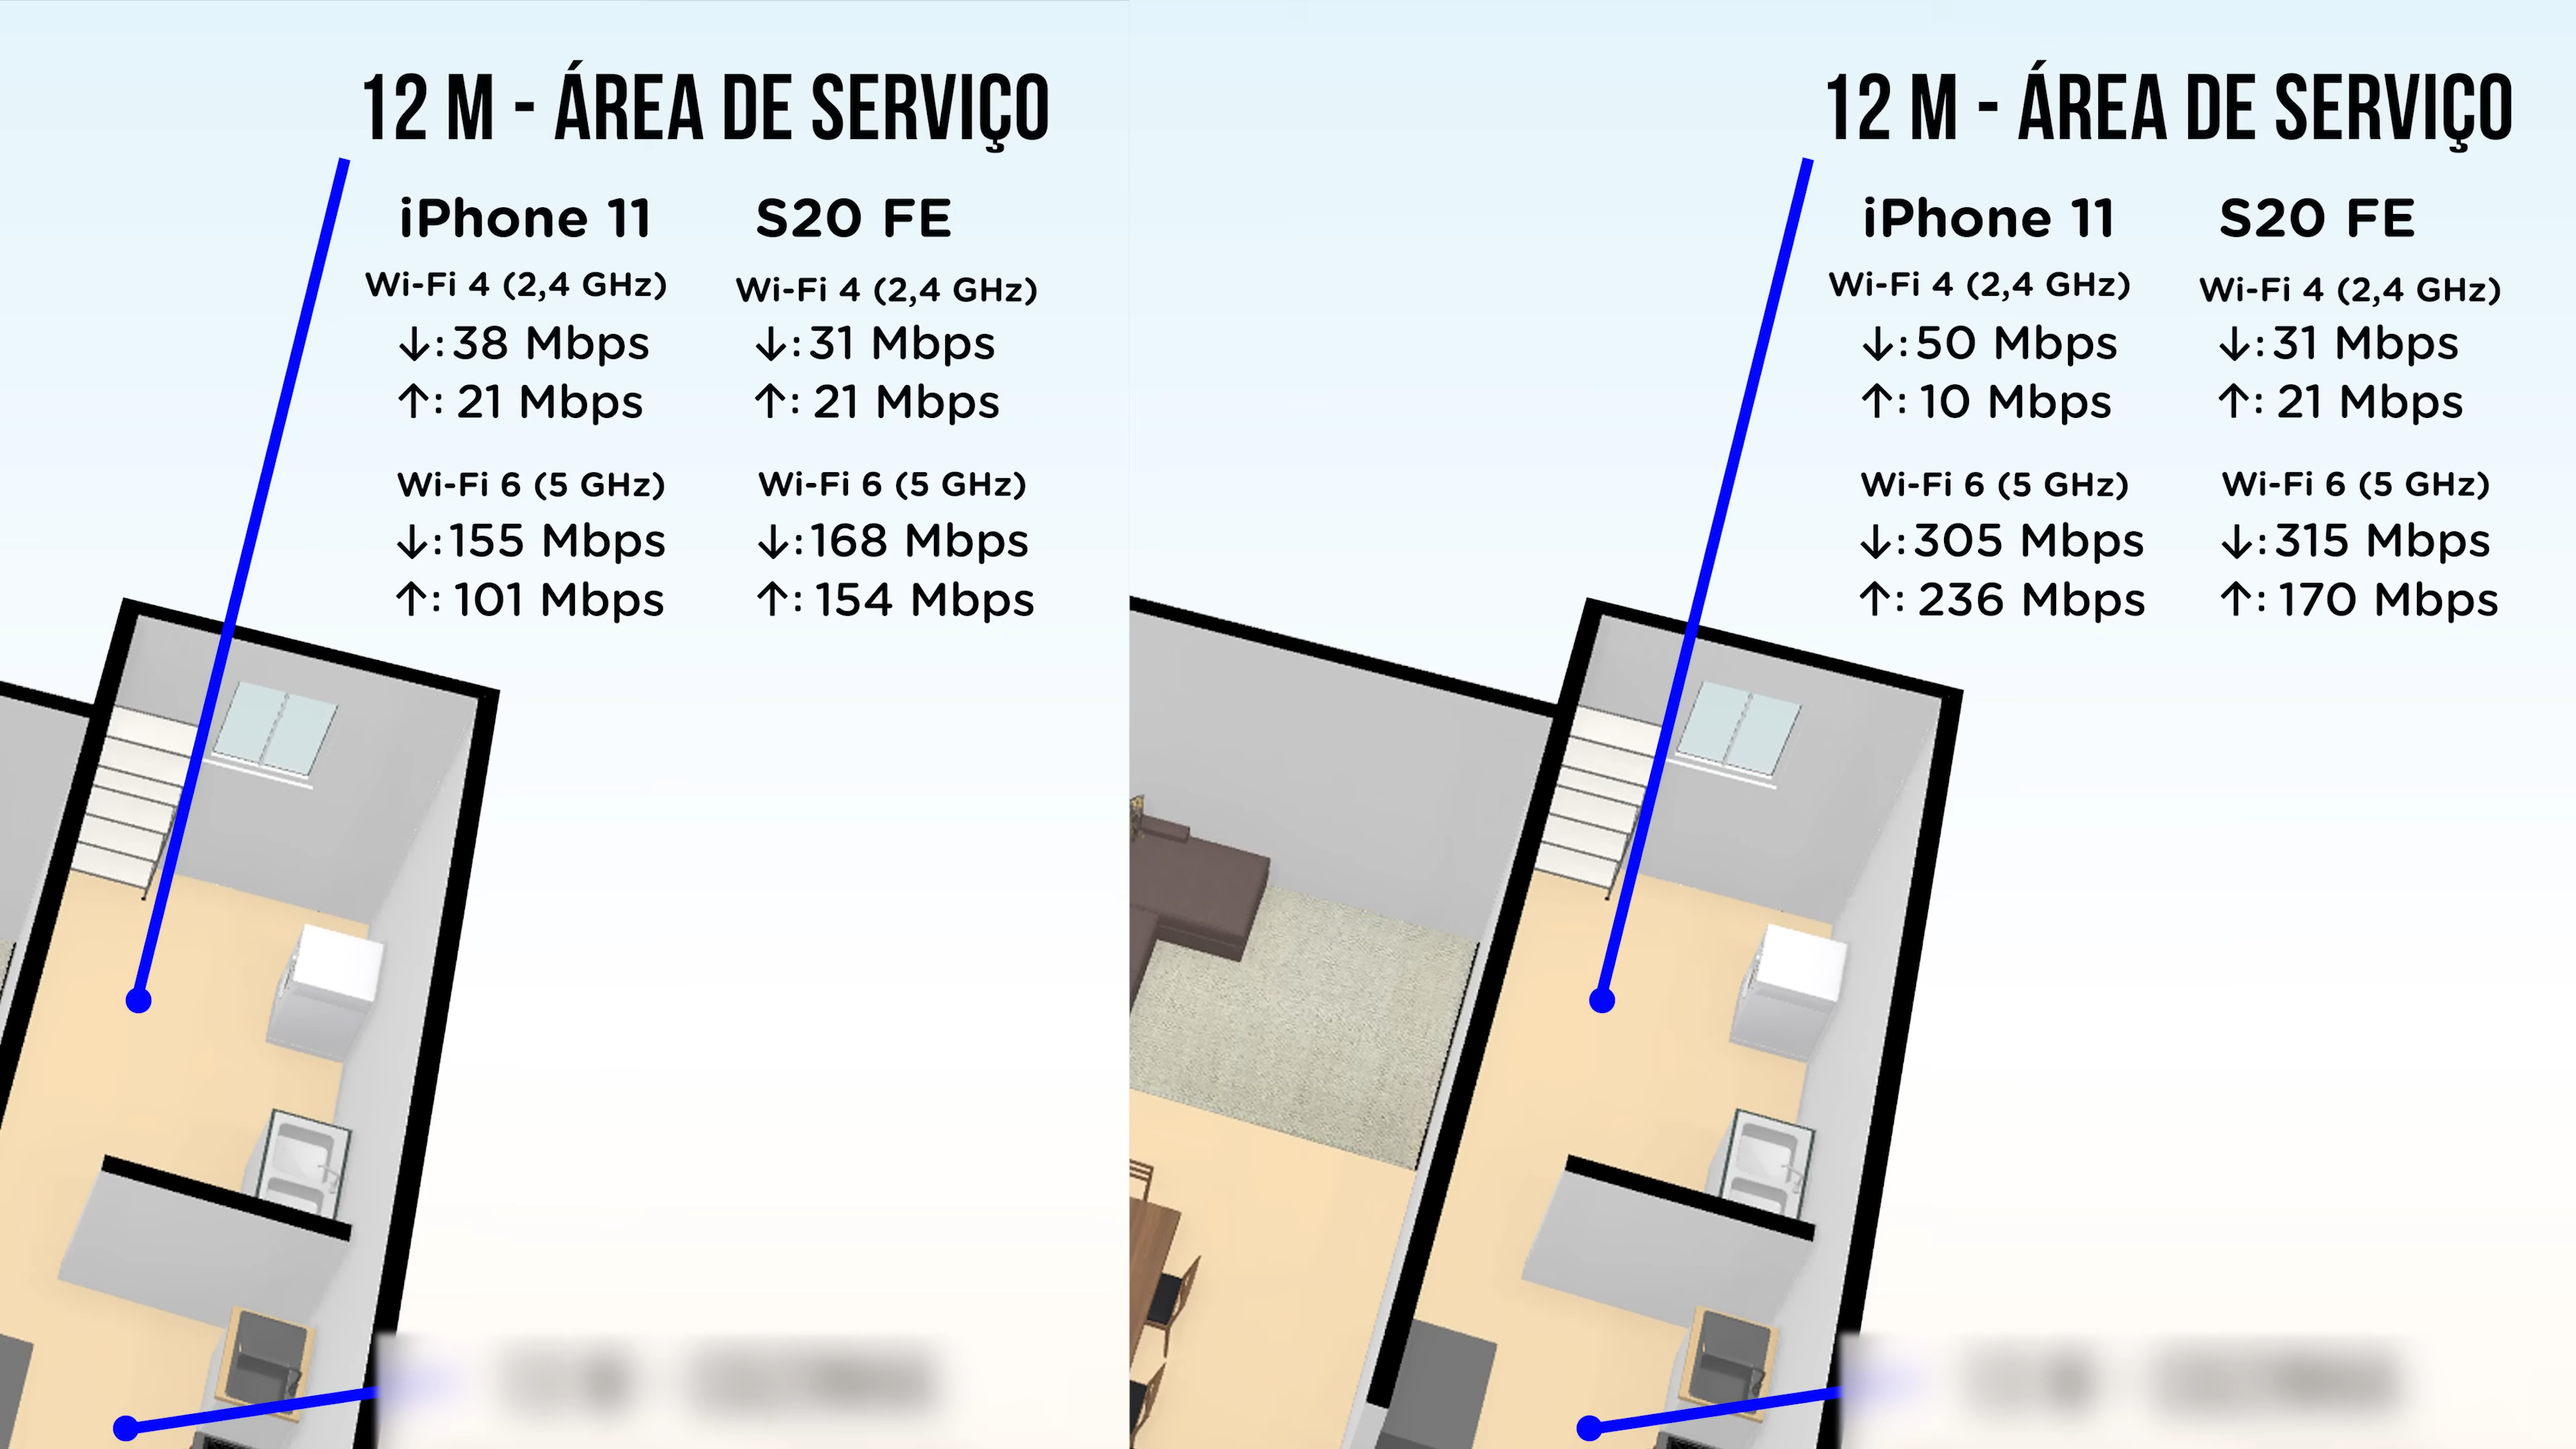 12 M - ÁREA DE SERVIÇO
iPhone 11 S20 FE
Wi-Fi 4 (2,4 GHz) Wi-Fi 4 (2,4 GHz)
↓:38 Mbps ↓:31 Mbps
↑: 21 Mbps ↑: 21 Mbps
Wi-Fi 6 (5 GHz) Wi-Fi 6 (5 GHz)
↓:155 Mbps ↓:168 Mbps
↑: 101 Mbps ↑: 154 Mbps
12 M - ÁREA DE SERVIÇO
iPhone 11 S20 FE
Wi-Fi 4 (2,4 GHz) Wi-Fi 4 (2,4 GHz)
↓:50 Mbps ↓:31 Mbps
↑: 10 Mbps ↑: 21 Mbps
Wi-Fi 6 (5 GHz) Wi-Fi 6 (5 GHz)
↓:305 Mbps ↓:315 Mbps
↑: 236 Mbps ↑: 170 Mbps